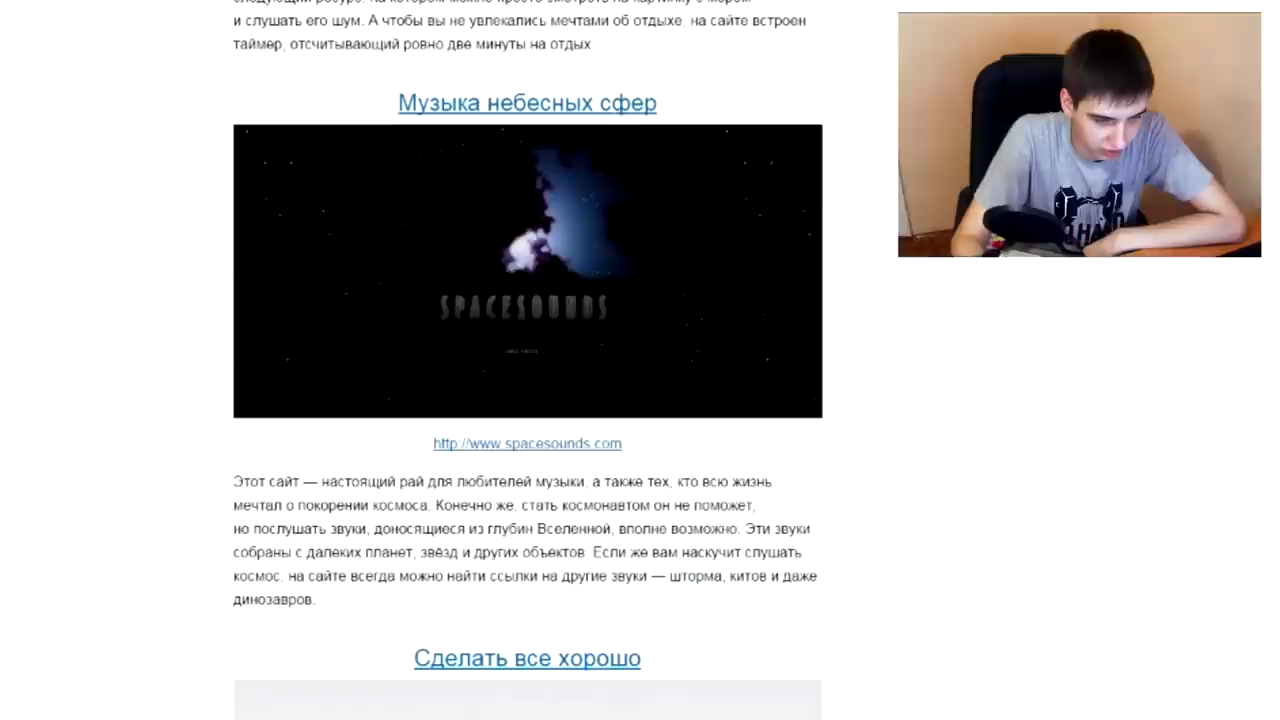 и слушать его шум. А чтобы вы не увлекались мечтами об отдыхе, на сайте встроен
таймер, отсчитывающий ровно две минуты на отдых
Музыка небесных сфер
SPACESOUNDS
http://www.spacesounds.com
Этот сайт — настоящий рай для любителей музыки, а также тех, кто всю жизнь
мечтал о покорении космоса. Конечно же, стать космонавтом он не поможет,
но послушать звуки, доносящиеся из глубин Вселенной, вполне возможно. Эти звуки
собраны с далеких планет, звёзд и других объектов. Если же вам наскучит слушать
космос, на сайте всегда можно найти ссылки на другие звуки — шторма, китов и даже
динозавров.
Сделать все хорошо